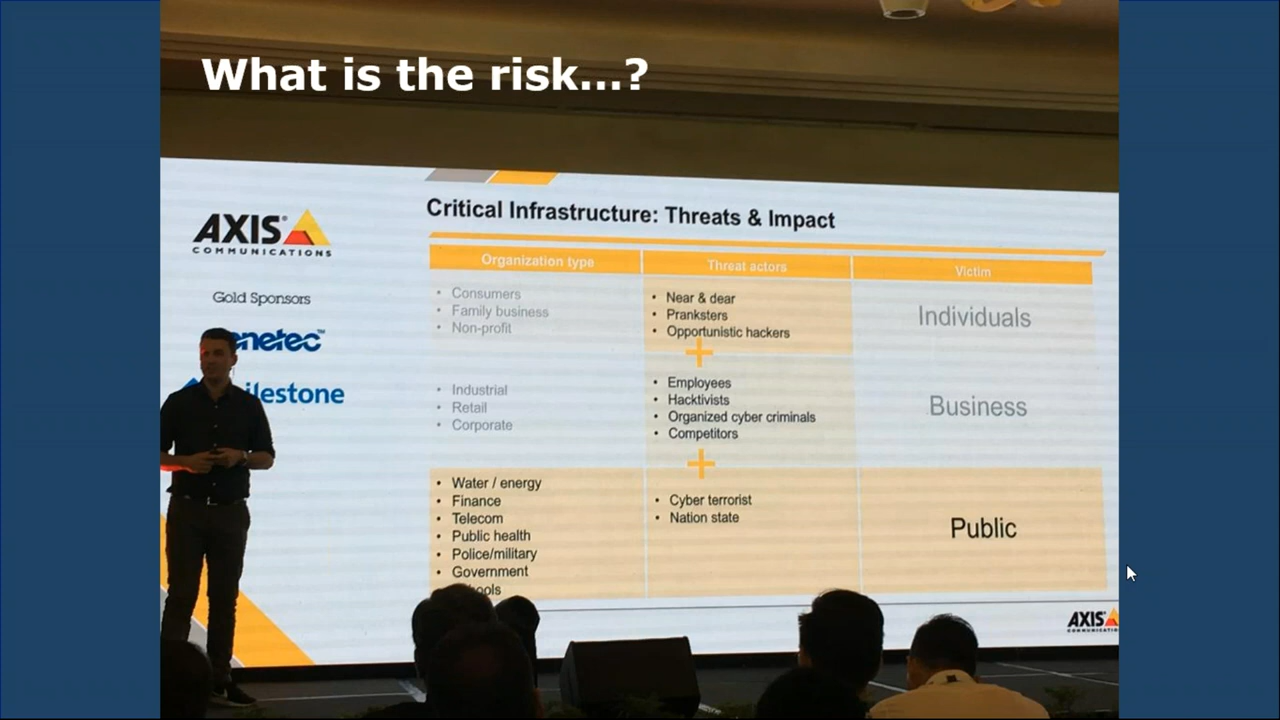 What is the risk...?
AXIS®
COMMUNICATIONS
Gold Sponsors
enetec™
ilestone
Critical Infrastructure: Threats & Impact
Organization type
Threat actors
Victim
• Consumers
• Family business
• Non-profit
• Near & dear
• Pranksters
• Opportunistic hackers
+
Individuals
• Industrial
• Retail
• Corporate
• Employees
• Hacktivists
• Organized cyber criminals
• Competitors
+
Business
• Water / energy
• Finance
• Telecom
• Public health
• Police/military
• Government
ools
• Cyber terrorist
• Nation state
Public
AXIS